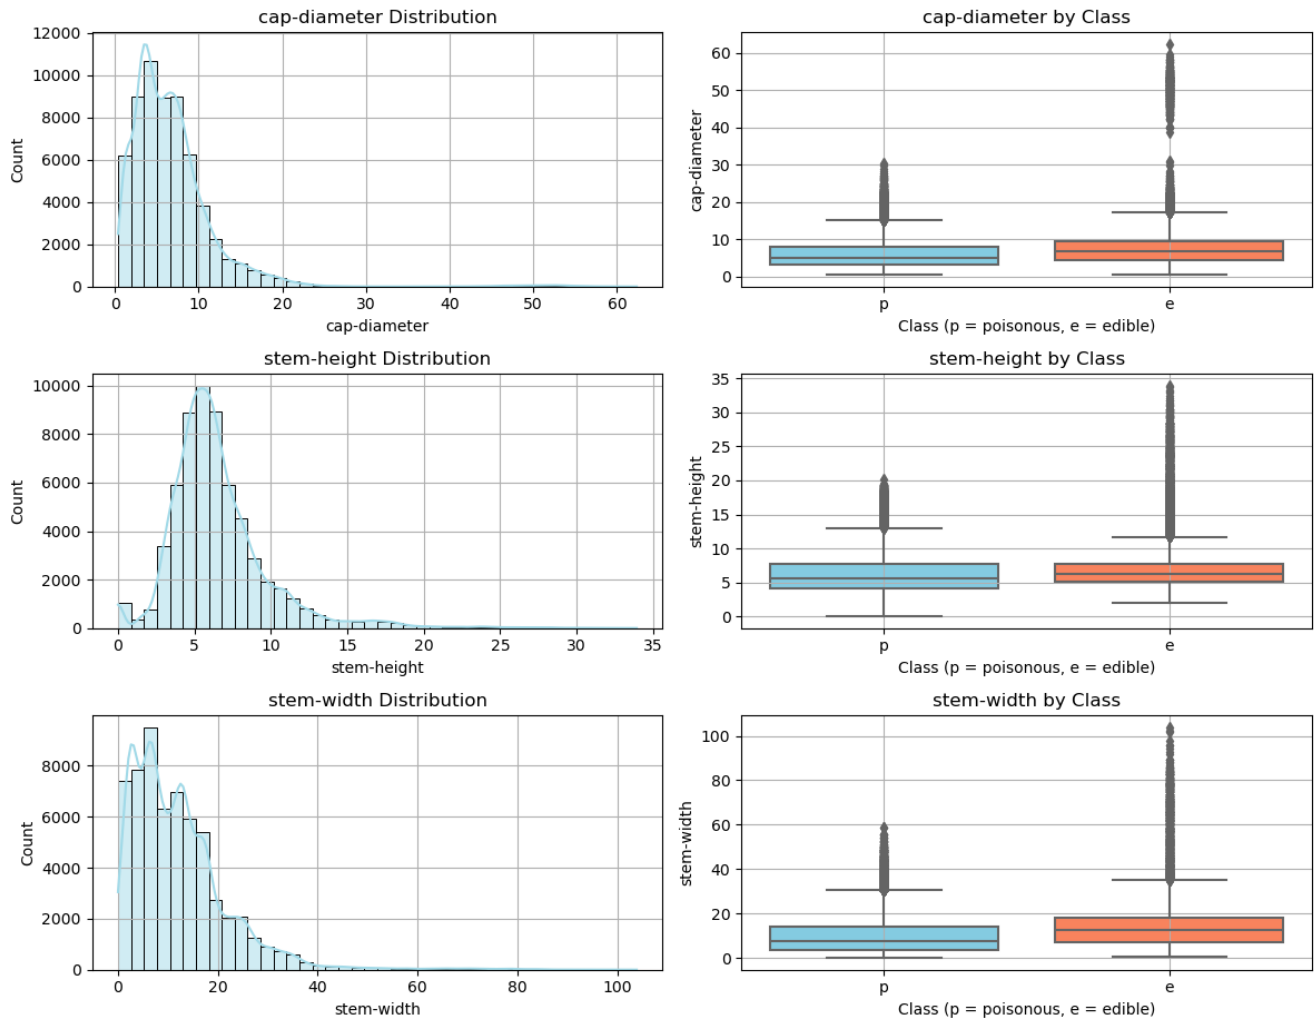 cap-diameter Distribution
12000
10000
8000
6000
4000
2000
0
Count
0 10 20 30 40 50 60
cap-diameter
cap-diameter by Class
60
50
40
30
20
10
0
cap-diameter
p e
Class (p = poisonous, e = edible)
stem-height Distribution
10000
8000
6000
4000
2000
0
Count
0 5 10 15 20 25 30 35
stem-height
stem-height by Class
35
30
25
20
15
10
5
0
stem-height
p e
Class (p = poisonous, e = edible)
stem-width Distribution
8000
6000
4000
2000
0
Count
0 20 40 60 80 100
stem-width
stem-width by Class
100
80
60
40
20
0
stem-width
p e
Class (p = poisonous, e = edible)